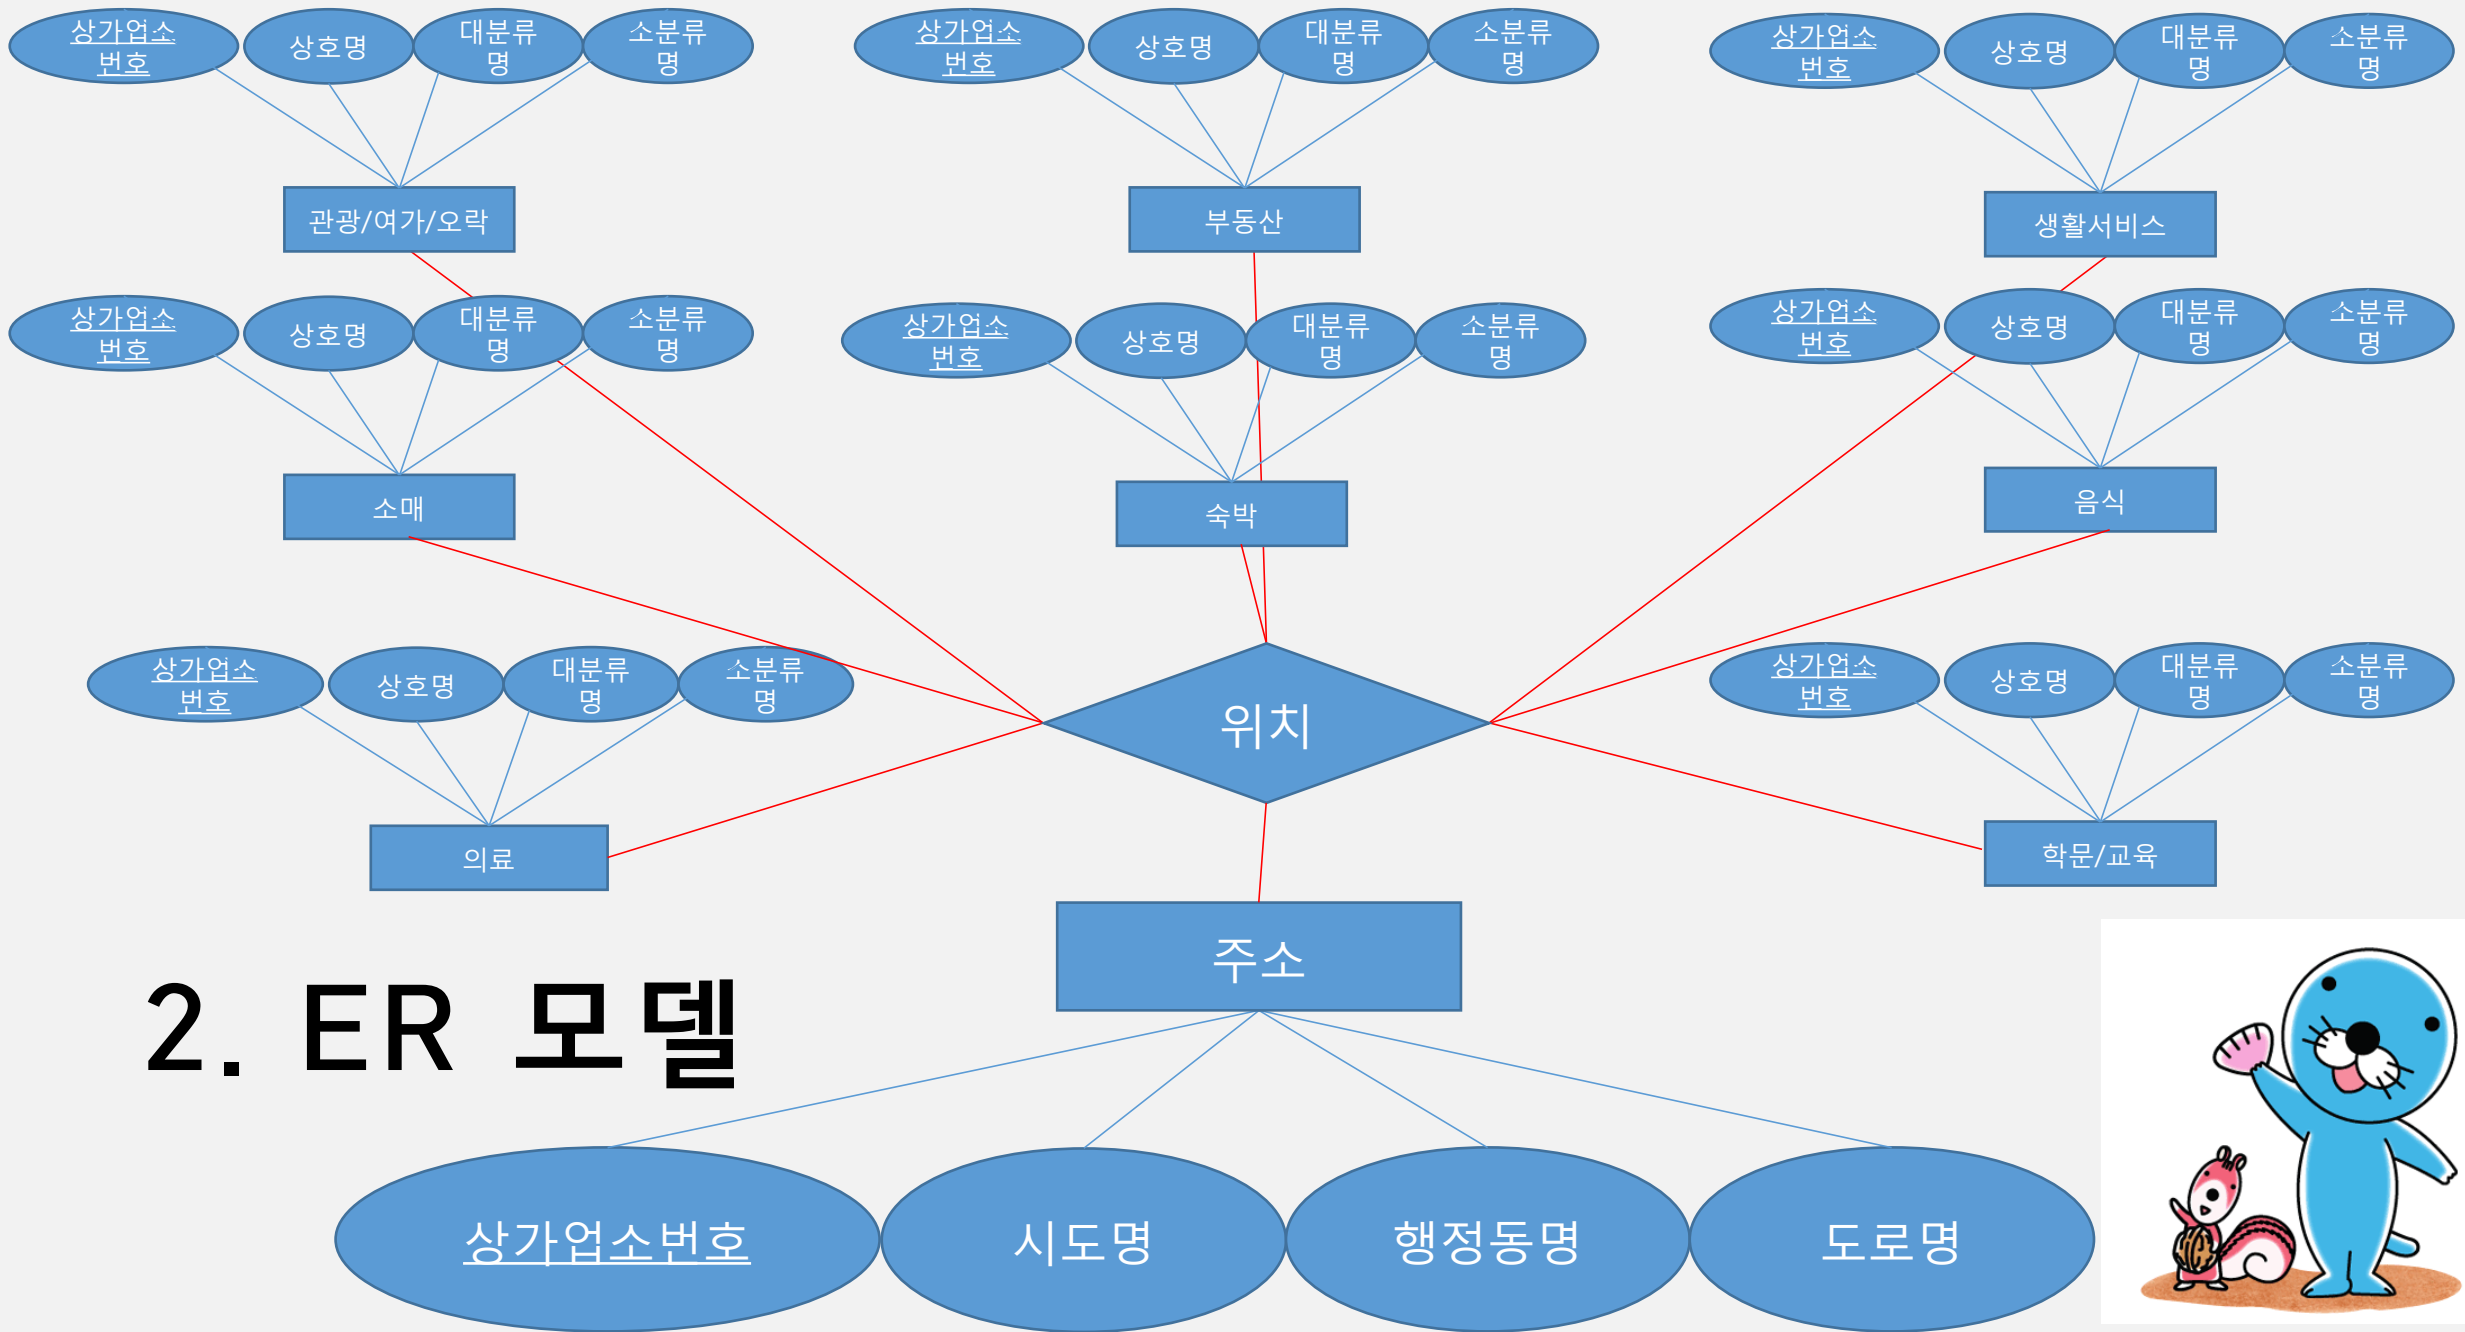 상가업소
번호
상호명
대분류
명
소분류
명
상가업소
번호
상호명
대분류
명
소분류
명
상가업소
번호
상호명
대분류
명
소분류
명
관광/여가/오락
부동산
생활서비스
상가업소
번호
상호명
대분류
명
소분류
명
상가업소
번호
상호명
대분류
명
소분류
명
상가업소
번호
상호명
대분류
명
소분류
명
소매
숙박
음식
상가업소
번호
상호명
대분류
명
소분류
명
위치
상가업소
번호
상호명
대분류
명
소분류
명
의료
학문/교육
주소
2. ER 모델
상가업소번호
시도명
행정동명
도로명